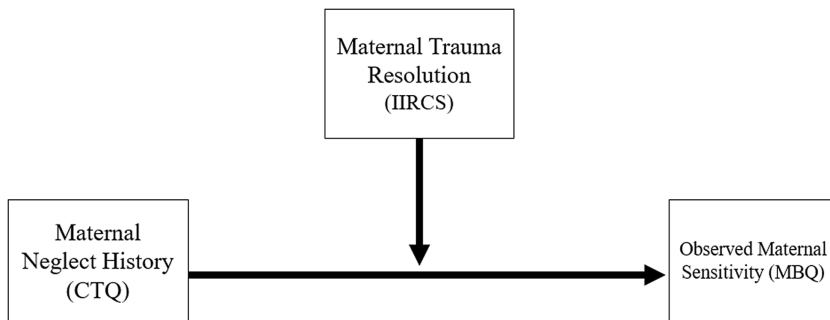 Maternal Trauma
Resolution
(IIRCS)
Maternal
Neglect History
(CTQ)
Observed Maternal
Sensitivity (MBQ)